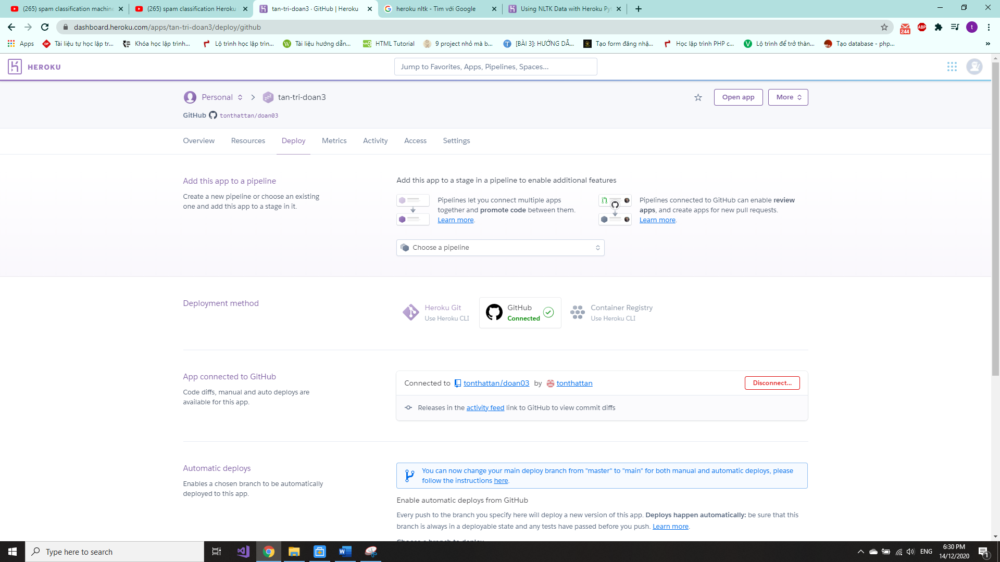 (265) spam classification machine
(265) spam classification Heroku
tan-tri-doan3 · GitHub | Heroku
heroku nltk - Tìm với Google
Using NLTK Data with Heroku Py
dashboard.heroku.com/apps/tan-tri-doan3/deploy/github
244
ABP
t
Apps
Tài liệu tự học lập tr...
Khóa học lập trình...
Lộ trình học lập trìn...
Tài liệu hướng dẫn...
HTML Tutorial
9 project nhỏ mà b...
[BÀI 3]: HƯỚNG DẪ...
Tạo form đăng nhậ...
Học lập trình PHP c...
Lộ trình để trở thàn...
Tạo database - php...
»
HEROKU
Jump to Favorites, Apps, Pipelines, Spaces...
Personal
tan-tri-doan3
Open app
More
GitHub tonthattan/doan03
Overview
Resources
Deploy
Metrics
Activity
Access
Settings
Add this app to a pipeline
Create a new pipeline or choose an existing
one and add this app to a stage in it.
Add this app to a stage in a pipeline to enable additional features
Pipelines let you connect multiple apps
together and promote code between them.
Learn more.
Pipelines connected to GitHub can enable review
apps, and create apps for new pull requests.
Learn more.
Choose a pipeline
Deployment method
Heroku Git
Use Heroku CLI
GitHub
Connected
Container Registry
Use Heroku CLI
App connected to GitHub
Code diffs, manual and auto deploys are
available for this app.
Connected to tonthattan/doan03 by tonthattan
Disconnect...
Releases in the activity feed link to GitHub to view commit diffs
Automatic deploys
Enables a chosen branch to be automatically
deployed to this app.
You can now change your main deploy branch from "master" to "main" for both manual and automatic deploys, please
follow the instructions here.
Enable automatic deploys from GitHub
Every push to the branch you specify here will deploy a new version of this app. Deploys happen automatically: be sure that this
branch is always in a deployable state and any tests have passed before you push. Learn more.
Choose a branch to deploy
Type here to search
ENG
6:30 PM
14/12/2020
1